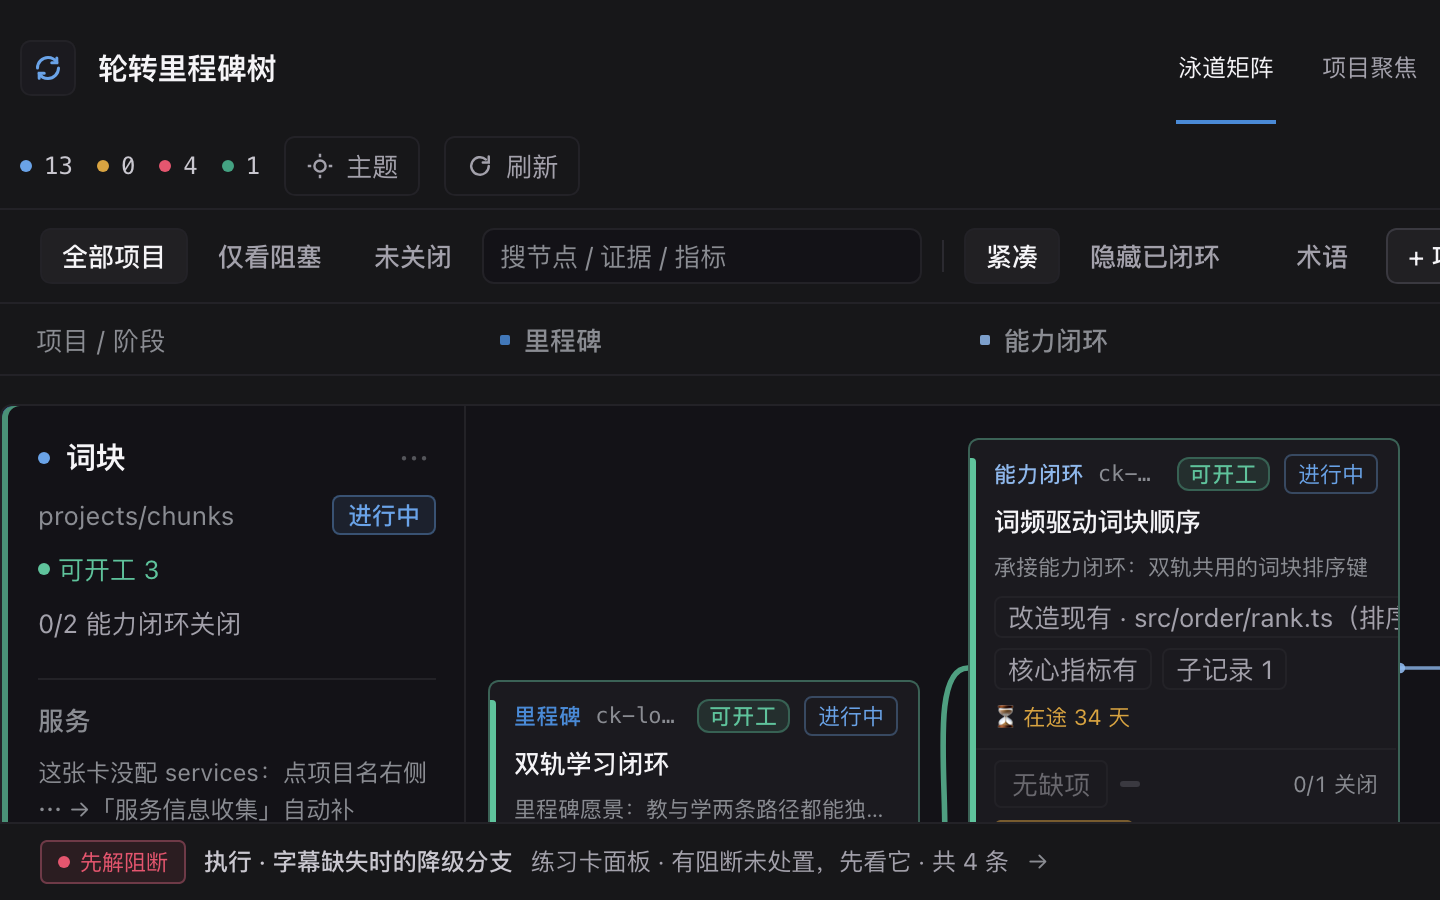 轮转里程碑树
泳道矩阵 项目聚焦
13 0 4 1 主题 刷新
全部项目 仅看阻塞 未关闭 搜节点 / 证据 / 指标 紧凑 隐藏已闭环 术语 +
项目 / 阶段 里程碑 能力闭环
词块 ···
projects/chunks 进行中
可开工 3
0/2 能力闭环关闭
服务
这张卡没配 services：点项目名右侧
··· →「服务信息收集」自动补
里程碑 ck-lo… 可开工 进行中
双轨学习闭环
里程碑愿景：教与学两条路径都能独…
能力闭环 ck-… 可开工 进行中
词频驱动词块顺序
承接能力闭环：双轨共用的词块排序键
改造现有 · src/order/rank.ts（排序
核心指标有 子记录 1
⏳ 在途 34 天
无缺项 0/1 关闭
先解阻断 执行 · 字幕缺失时的降级分支 练习卡面板 · 有阻断未处置，先看它 · 共 4 条 →